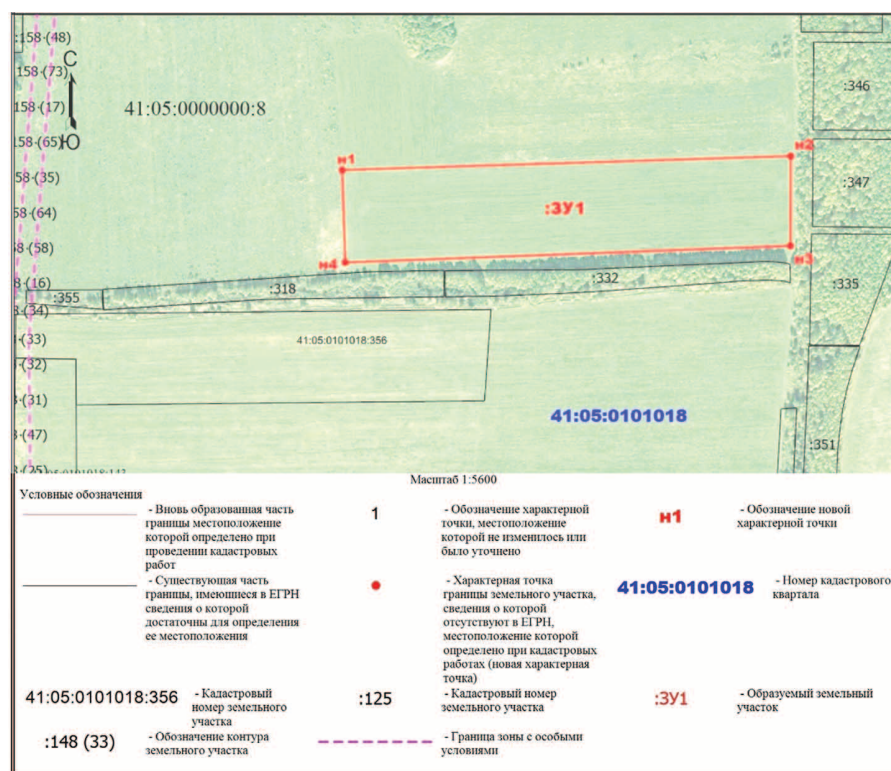 :158 (48)
158 (73)
С
158 (17)
41:05:0000000:8
:346
Ю
158 (65)
н1
н2
58 (35)
:347
:ЗУ1
58 (64)
58 (58)
н4
н3
(16)
:355
:318
:332
:335
(34)
(33)
41:05:0101018:356
(32)
(31)
41:05:0101018
(47)
:351
(25)
Масштаб 1:5600
Условные обозначения
- Вновь образованная часть
границы местоположение
которой определено при
проведении кадастровых
работ
1
- Обозначение характерной
точки, местоположение
которой не изменилось или
было уточнено
н1
- Обозначение новой
характерной точки
- Существующая часть
границы, имеющиеся в ЕГРН
сведения о которой
достаточны для определения
ее местоположения
- Характерная точка
границы земельного участка,
сведения о которой
отсутствуют в ЕГРН,
местоположение которой
определено при кадастровых
работах (новая характерная
точка)
41:05:0101018
- Номер кадастрового
квартала
41:05:0101018:356
- Кадастровый
номер земельного
участка
:125
- Кадастровый номер
земельного участка
:ЗУ1
- Образуемый земельный
участок
:148 (33)
- Обозначение контура
земельного участка
- Граница зоны с особыми
условиями